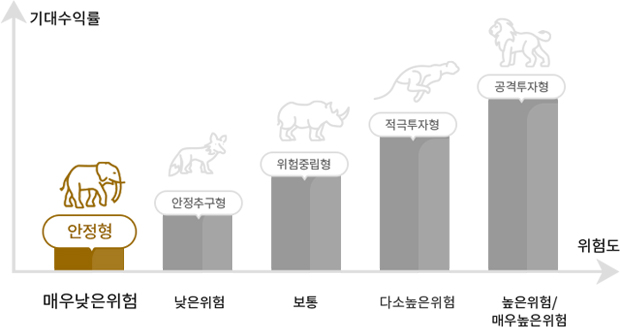 기대수익률
공격투자형
적극투자형
위험중립형
안정추구형
안정형
위험도
매우낮은위험
낮은위험
보통
다소높은위험
높은위험/
매우높은위험